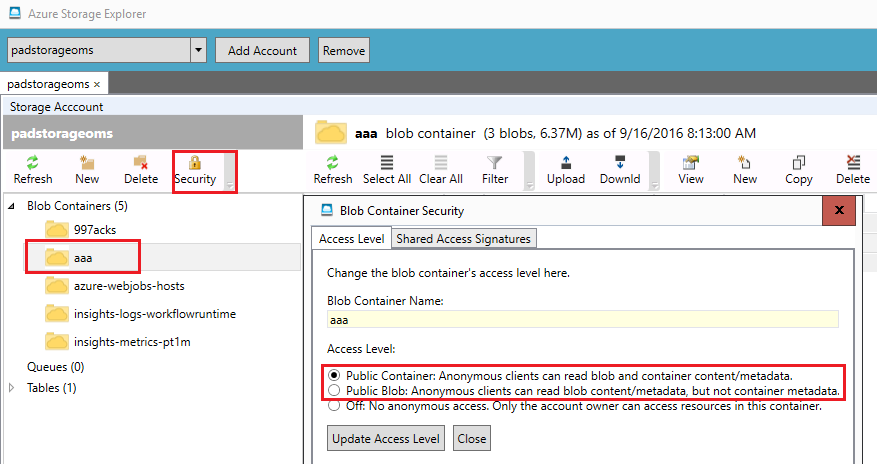 Azure Storage Explorer
padstorageoms
Add Account
Remove
padstorageoms ×
Storage Acccount
padstorageoms
aaa blob container (3 blobs, 6.37M) as of 9/16/2016 8:13:00 AM
Refresh New Delete Security
Refresh Select All Clear All Filter Upload Downld View New Copy Delete
Blob Containers (5)
997acks
aaa
azure-webjobs-hosts
insights-logs-workflowruntime
insights-metrics-pt1m
Queues (0)
Tables (1)
Blob Container Security
x
Access Level Shared Access Signatures
Change the blob container's access level here.
Blob Container Name:
aaa
Access Level:
Public Container: Anonymous clients can read blob and container content/metadata.
Public Blob: Anonymous clients can read blob content/metadata, but not container metadata.
Off: No anonymous access. Only the account owner can access resources in this container.
Update Access Level Close